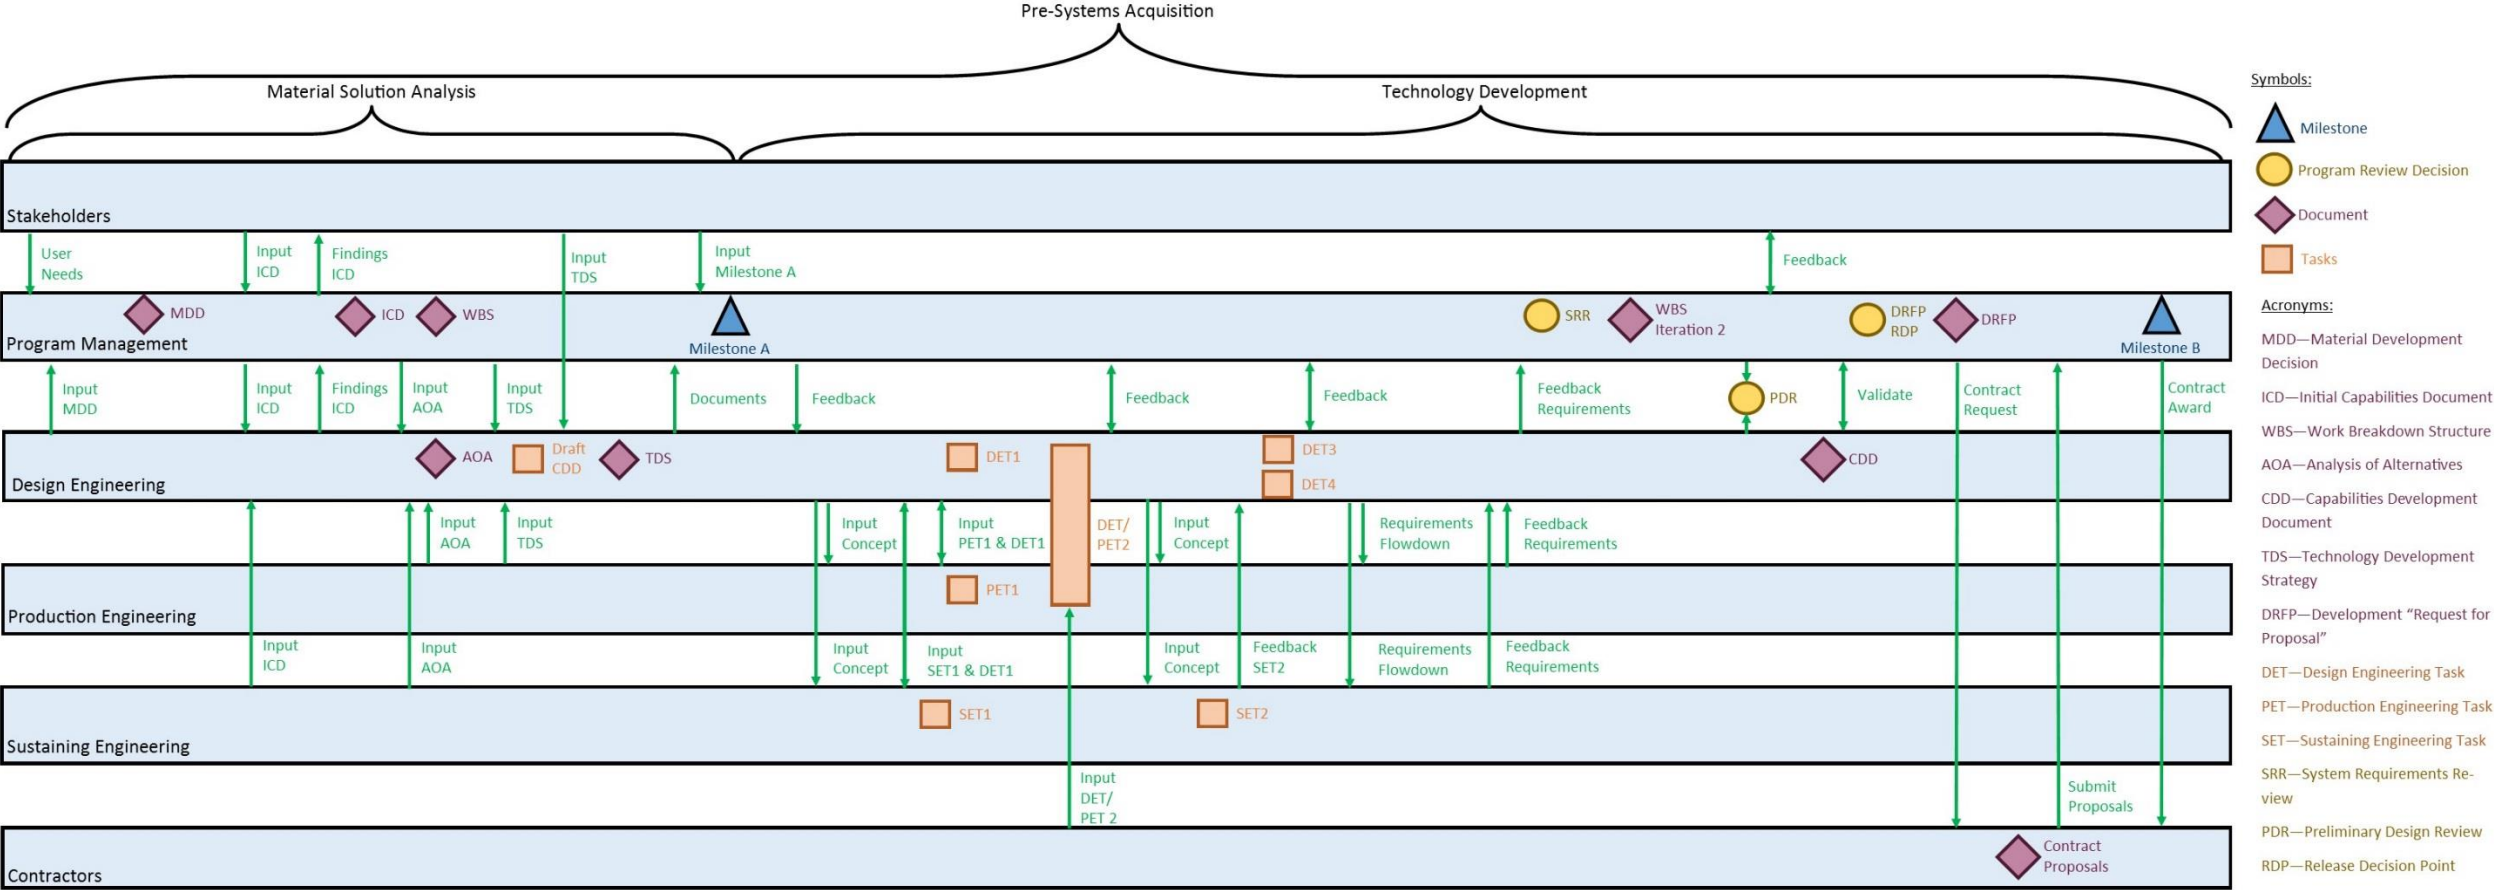 Pre-Systems Acquisition
Material Solution Analysis
Technology Development
Stakeholders
User
Needs
Input
ICD
Findings
ICD
Input
TDS
Input
Milestone A
Feedback
MDD
ICD
WBS
Milestone A
SRR
WBS
Iteration 2
DRFP
RDP
DRFP
Milestone B
Program Management
Input
MDD
Input
ICD
Findings
ICD
Input
AOA
Input
TDS
Documents
Feedback
Feedback
Feedback
Feedback
Requirements
PDR
Validate
Contract
Request
Contract
Award
AOA
Draft
CDD
TDS
DET1
DET3
DET4
CDD
Design Engineering
Input
AOA
Input
TDS
Input
Concept
Input
PET1 & DET1
DET/
PET2
Input
Concept
Requirements
Flowdown
Feedback
Requirements
PET1
Production Engineering
Input
ICD
Input
AOA
Input
Concept
Input
SET1 & DET1
Input
Concept
Feedback
SET2
Requirements
Flowdown
Feedback
Requirements
SET1
SET2
Sustaining Engineering
Input
DET/
PET 2
Submit
Proposals
Contract
Proposals
Contractors
Symbols:
Milestone
Program Review Decision
Document
Tasks
Acronyms:
MDD—Material Development
Decision
ICD—Initial Capabilities Document
WBS—Work Breakdown Structure
AOA—Analysis of Alternatives
CDD—Capabilities Development
Document
TDS—Technology Development
Strategy
DRFP—Development “Request for
Proposal”
DET—Design Engineering Task
PET—Production Engineering Task
SET—Sustaining Engineering Task
SRR—System Requirements Re-
view
PDR—Preliminary Design Review
RDP—Release Decision Point